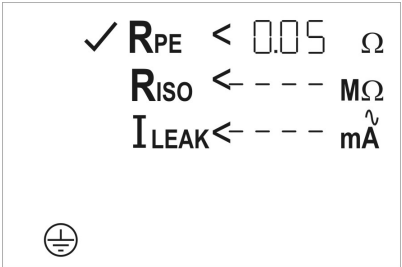 ✓ RPE < 0.05 Ω
RISO <---- MΩ
ILEAK<---- mA